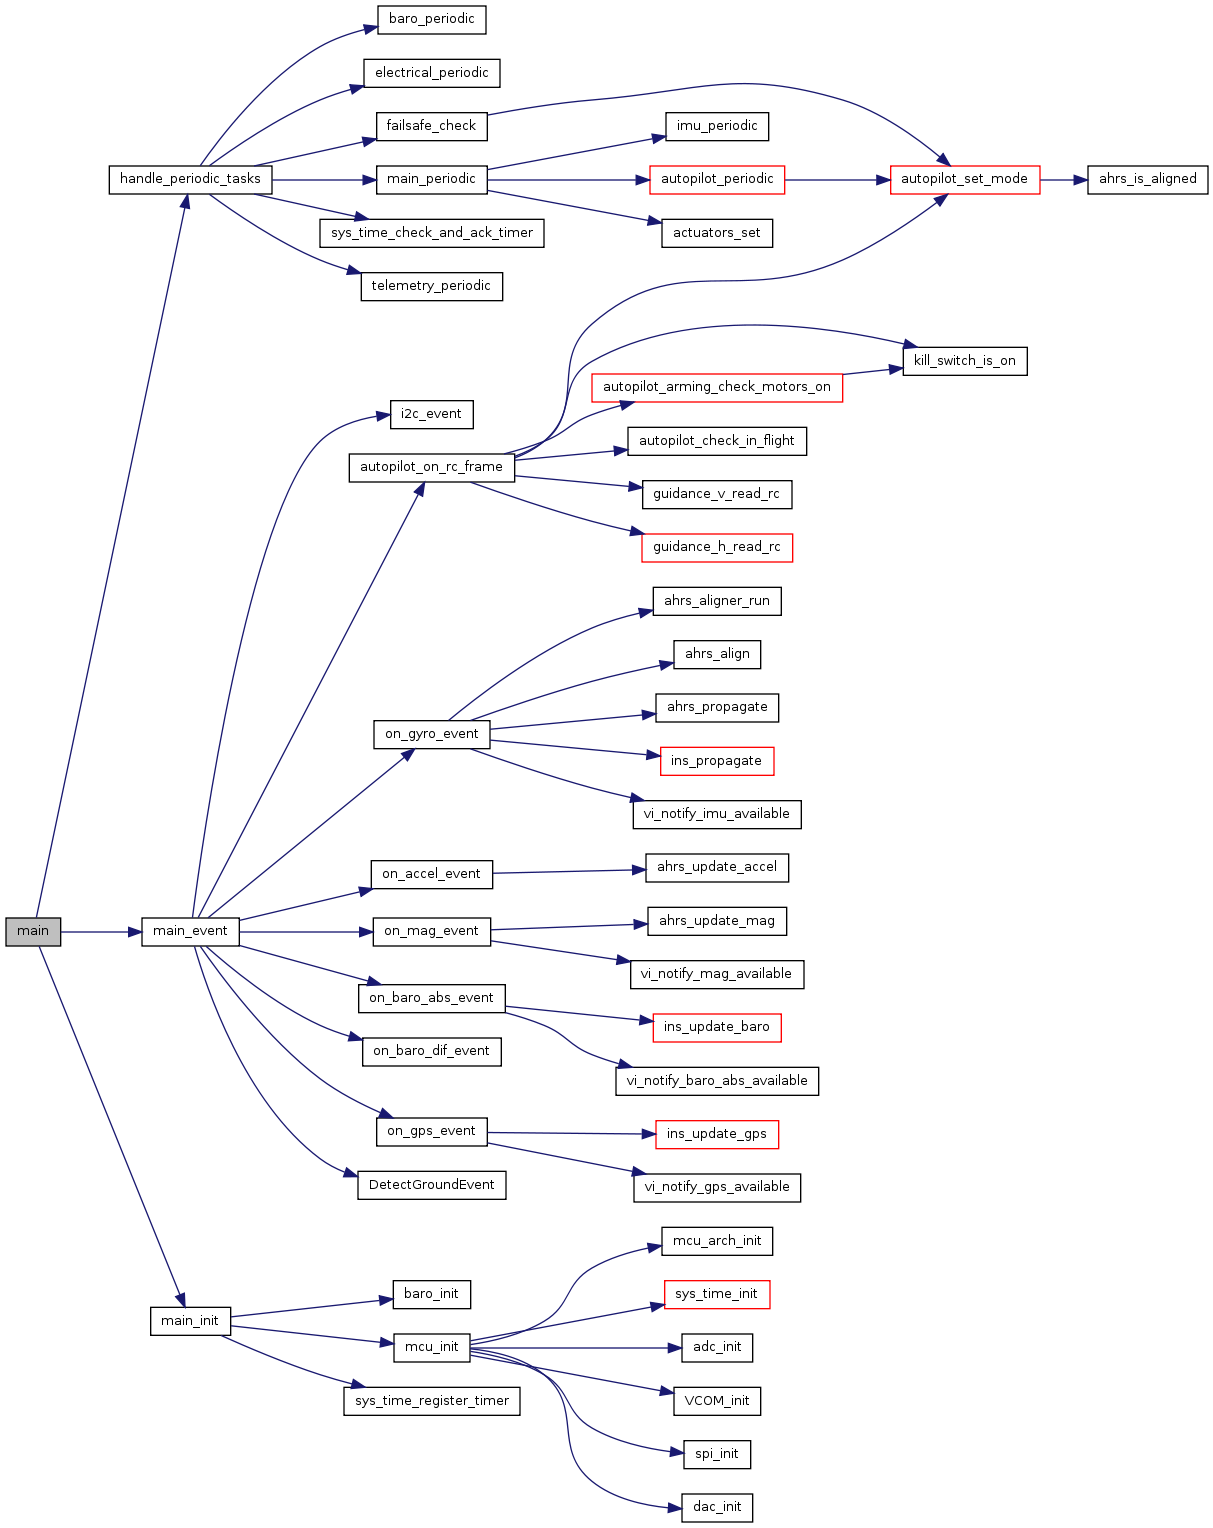 baro_periodic
electrical_periodic
failsafe_check
imu_periodic
handle_periodic_tasks
main_periodic
autopilot_periodic
autopilot_set_mode
ahrs_is_aligned
sys_time_check_and_ack_timer
actuators_set
telemetry_periodic
kill_switch_is_on
autopilot_arming_check_motors_on
i2c_event
autopilot_check_in_flight
autopilot_on_rc_frame
guidance_v_read_rc
guidance_h_read_rc
ahrs_aligner_run
ahrs_align
ahrs_propagate
on_gyro_event
ins_propagate
vi_notify_imu_available
on_accel_event
ahrs_update_accel
ahrs_update_mag
main
main_event
on_mag_event
vi_notify_mag_available
on_baro_abs_event
ins_update_baro
on_baro_dif_event
vi_notify_baro_abs_available
on_gps_event
ins_update_gps
DetectGroundEvent
vi_notify_gps_available
mcu_arch_init
baro_init
sys_time_init
main_init
mcu_init
adc_init
sys_time_register_timer
VCOM_init
spi_init
dac_init